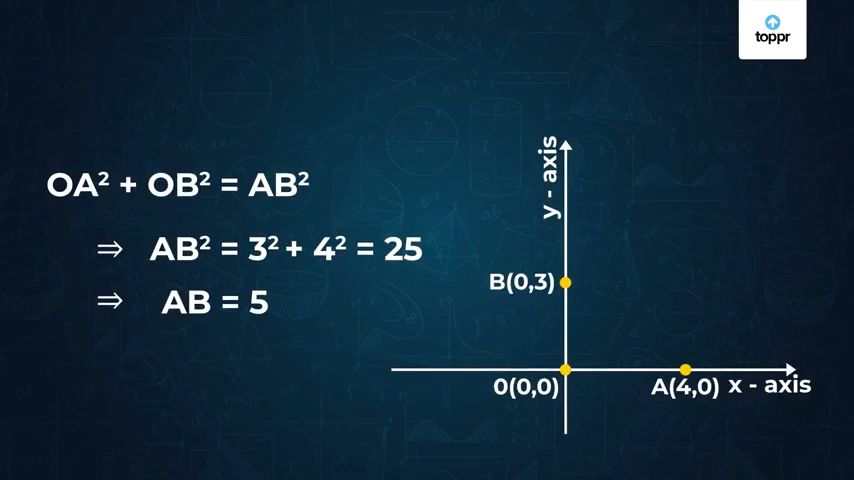 toppr
OA² + OB² = AB²
⇒ AB² = 3² + 4² = 25
⇒ AB = 5
y - axis
B(0,3)
0(0,0)
A(4,0)
x - axis